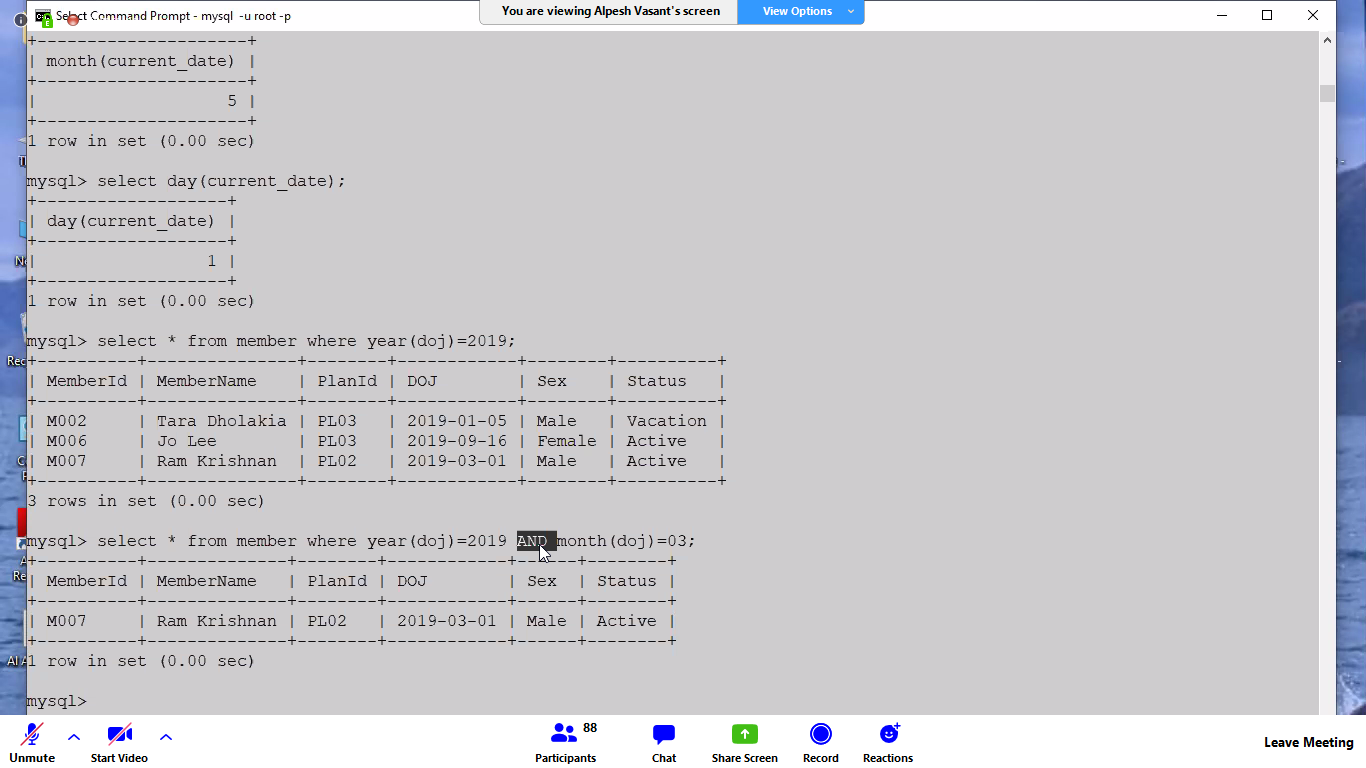 Select Command Prompt - mysql -u root -p
You are viewing Alpesh Vasant's screen View Options
+---------------------+
| month(current_date) |
+---------------------+
|                   5 |
+---------------------+
1 row in set (0.00 sec)
mysql> select day(current_date);
+-------------------+
| day(current_date) |
+-------------------+
|                 1 |
+-------------------+
1 row in set (0.00 sec)
mysql> select * from member where year(doj)=2019;
+----------+---------------+--------+------------+--------+----------+
| MemberId | MemberName    | PlanId | DOJ        | Sex    | Status   |
+----------+---------------+--------+------------+--------+----------+
| M002     | Tara Dholakia | PL03   | 2019-01-05 | Male   | Vacation |
| M006     | Jo Lee        | PL03   | 2019-09-16 | Female | Active   |
| M007     | Ram Krishnan  | PL02   | 2019-03-01 | Male   | Active   |
+----------+---------------+--------+------------+--------+----------+
3 rows in set (0.00 sec)
mysql> select * from member where year(doj)=2019 AND month(doj)=03;
+----------+--------------+--------+------------+------+--------+
| MemberId | MemberName   | PlanId | DOJ        | Sex  | Status |
+----------+--------------+--------+------------+------+--------+
| M007     | Ram Krishnan | PL02   | 2019-03-01 | Male | Active |
+----------+--------------+--------+------------+------+--------+
1 row in set (0.00 sec)
mysql>
Unmute Start Video Participants 88 Chat Share Screen Record Reactions Leave Meeting